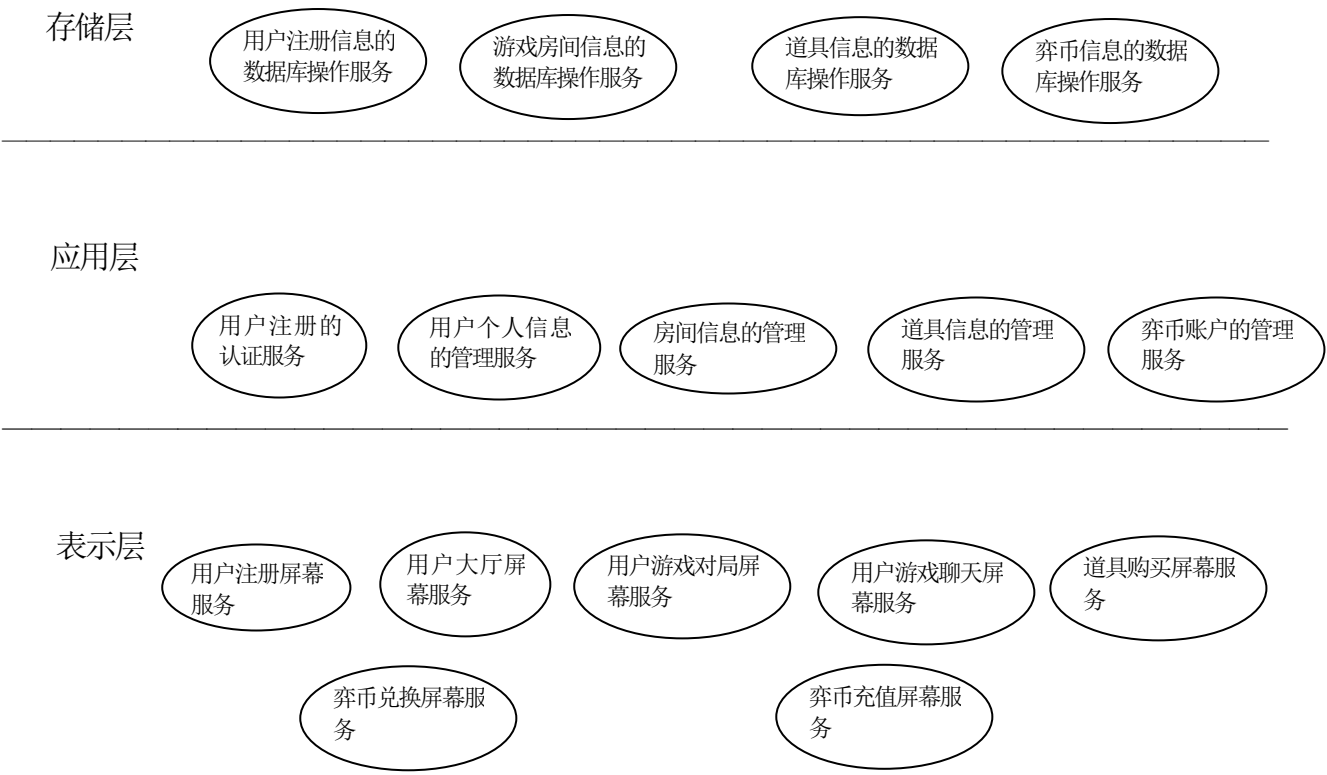 存储层
用户注册信息的
数据库操作服务
游戏房间信息的
数据库操作服务
道具信息的数据
库操作服务
弈币信息的数据
库操作服务
应用层
用户注册的
认证服务
用户个人信息
的管理服务
房间信息的管理
服务
道具信息的管理
服务
弈币账户的管理
服务
表示层
用户注册屏幕
服务
用户大厅屏
幕服务
用户游戏对局屏
幕服务
用户游戏聊天屏
幕服务
道具购买屏幕服
务
弈币兑换屏幕服
务
弈币充值屏幕服
务